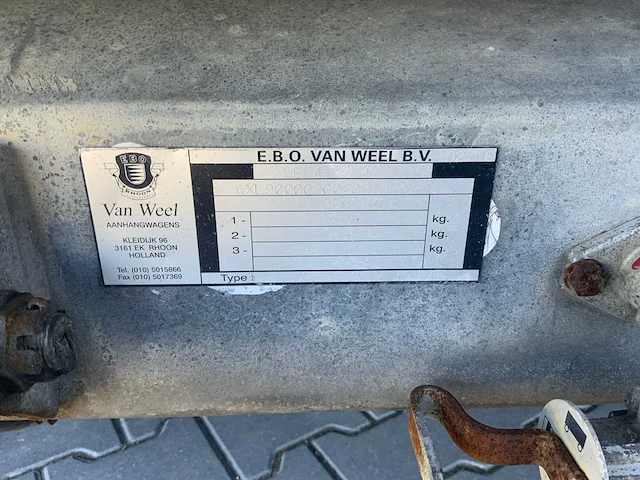 E.B.O.
RHOON
Van Weel
AANHANGWAGENS
KLEIDIJK 96
3161 EK RHOON
HOLLAND
Tel. (010) 5015866
Fax (010) 5017369
E.B.O. VAN WEEL B.V.
1 - kg.
2 - kg.
3 - kg.
Type :